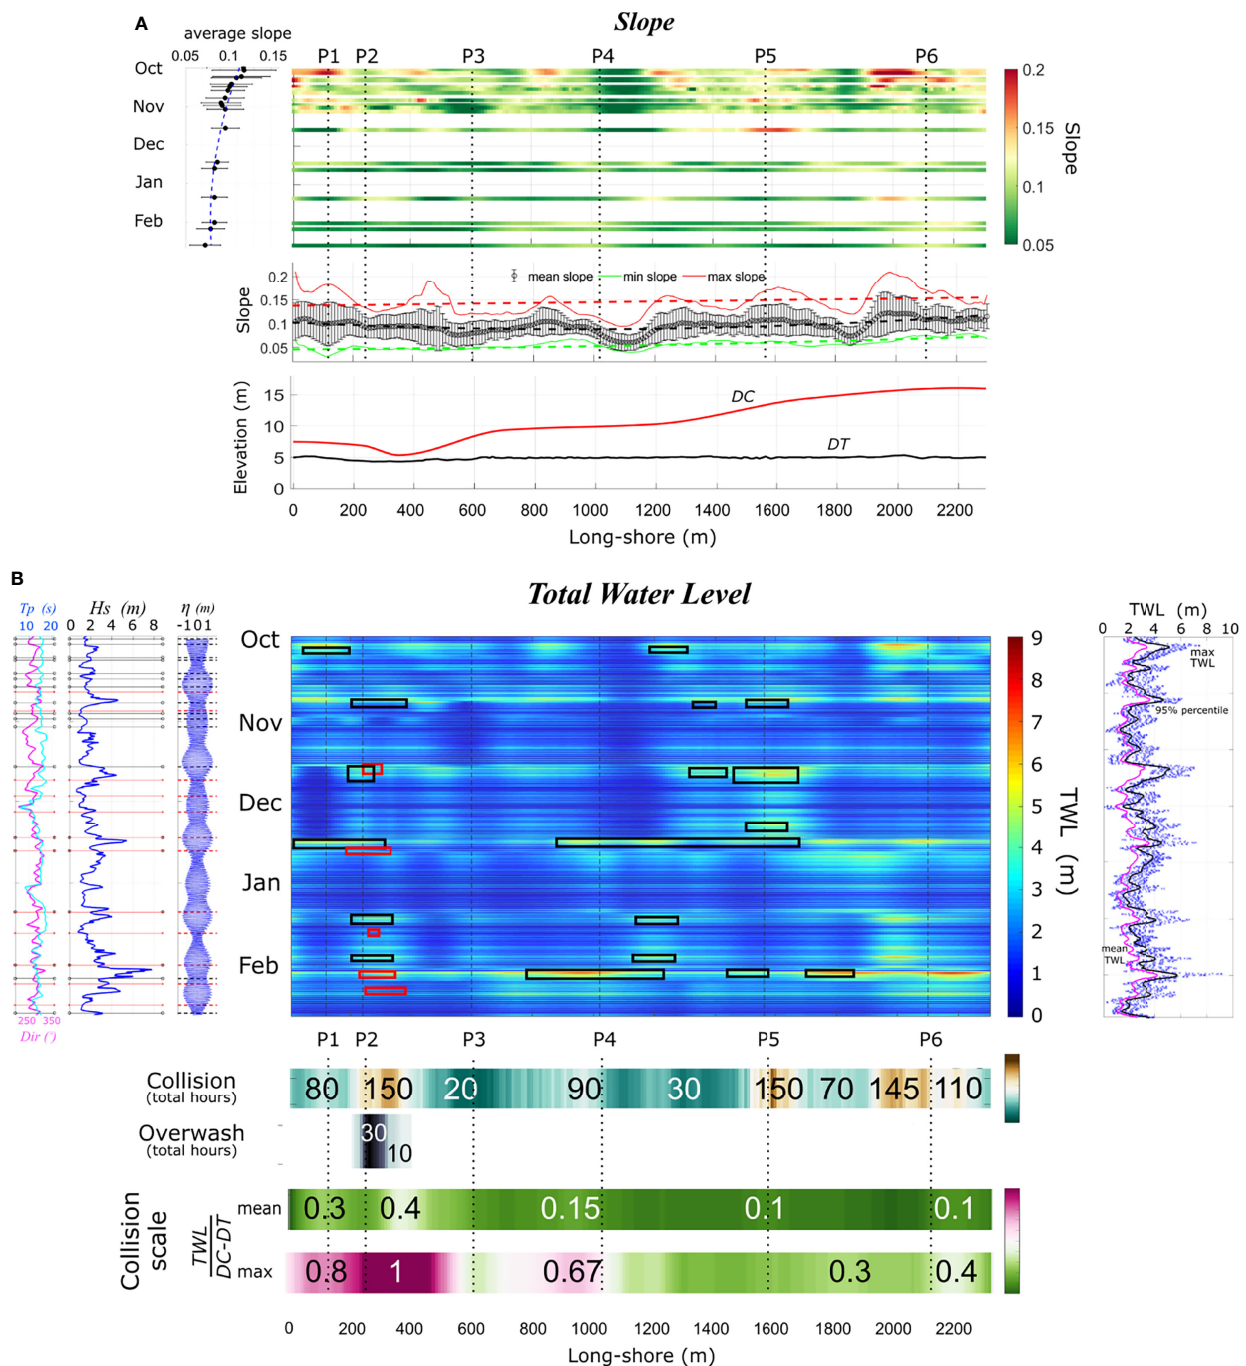 A
Slope
average slope
0.05 0.1 0.15
P1 P2 P3 P4 P5 P6
Oct
Nov
Dec
Jan
Feb
0.2
0.15
0.1
0.05
Slope
mean slope min slope max slope
0.2
0.15
0.1
0.05
Slope
15
10
5
0
Elevation (m)
DC
DT
0 200 400 600 800 1000 1200 1400 1600 1800 2000 2200
Long-shore (m)
B
Total Water Level
Tp (s)
10 20
Hs (m)
0 2 4 6 8
η (m)
-101
250 350
Dir (°)
Oct
Nov
Dec
Jan
Feb
9
8
7
6
5
4
3
2
1
0
TWL (m)
TWL (m)
0 2 4 6 8 10
max
TWL
95% percentile
mean
TWL
P1 P2 P3 P4 P5 P6
Collision
(total hours)
80 150 20 90 30 150 70 145 110
Overwash
(total hours)
30
10
Collision
scale
TWL
DC-DT
mean
0.3 0.4 0.15 0.1 0.1
max
0.8 1 0.67 0.3 0.4
0 200 400 600 800 1000 1200 1400 1600 1800 2000 2200
Long-shore (m)